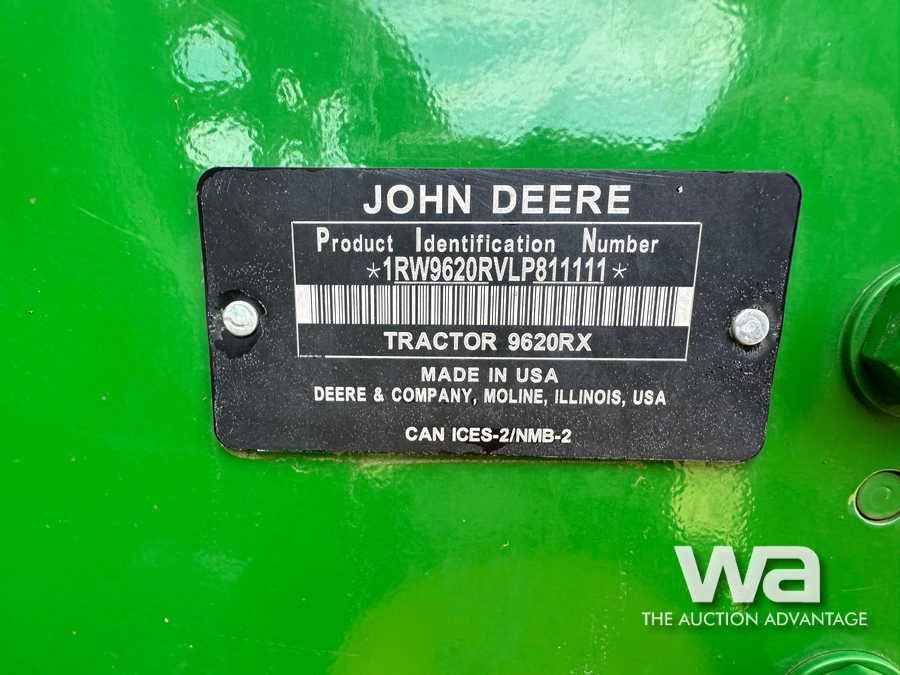 JOHN DEERE
Product Identification Number
*1RW9620RVLP811111*
TRACTOR 9620RX
MADE IN USA
DEERE & COMPANY, MOLINE, ILLINOIS, USA
CAN ICES-2/NMB-2
wa
THE AUCTION ADVANTAGE